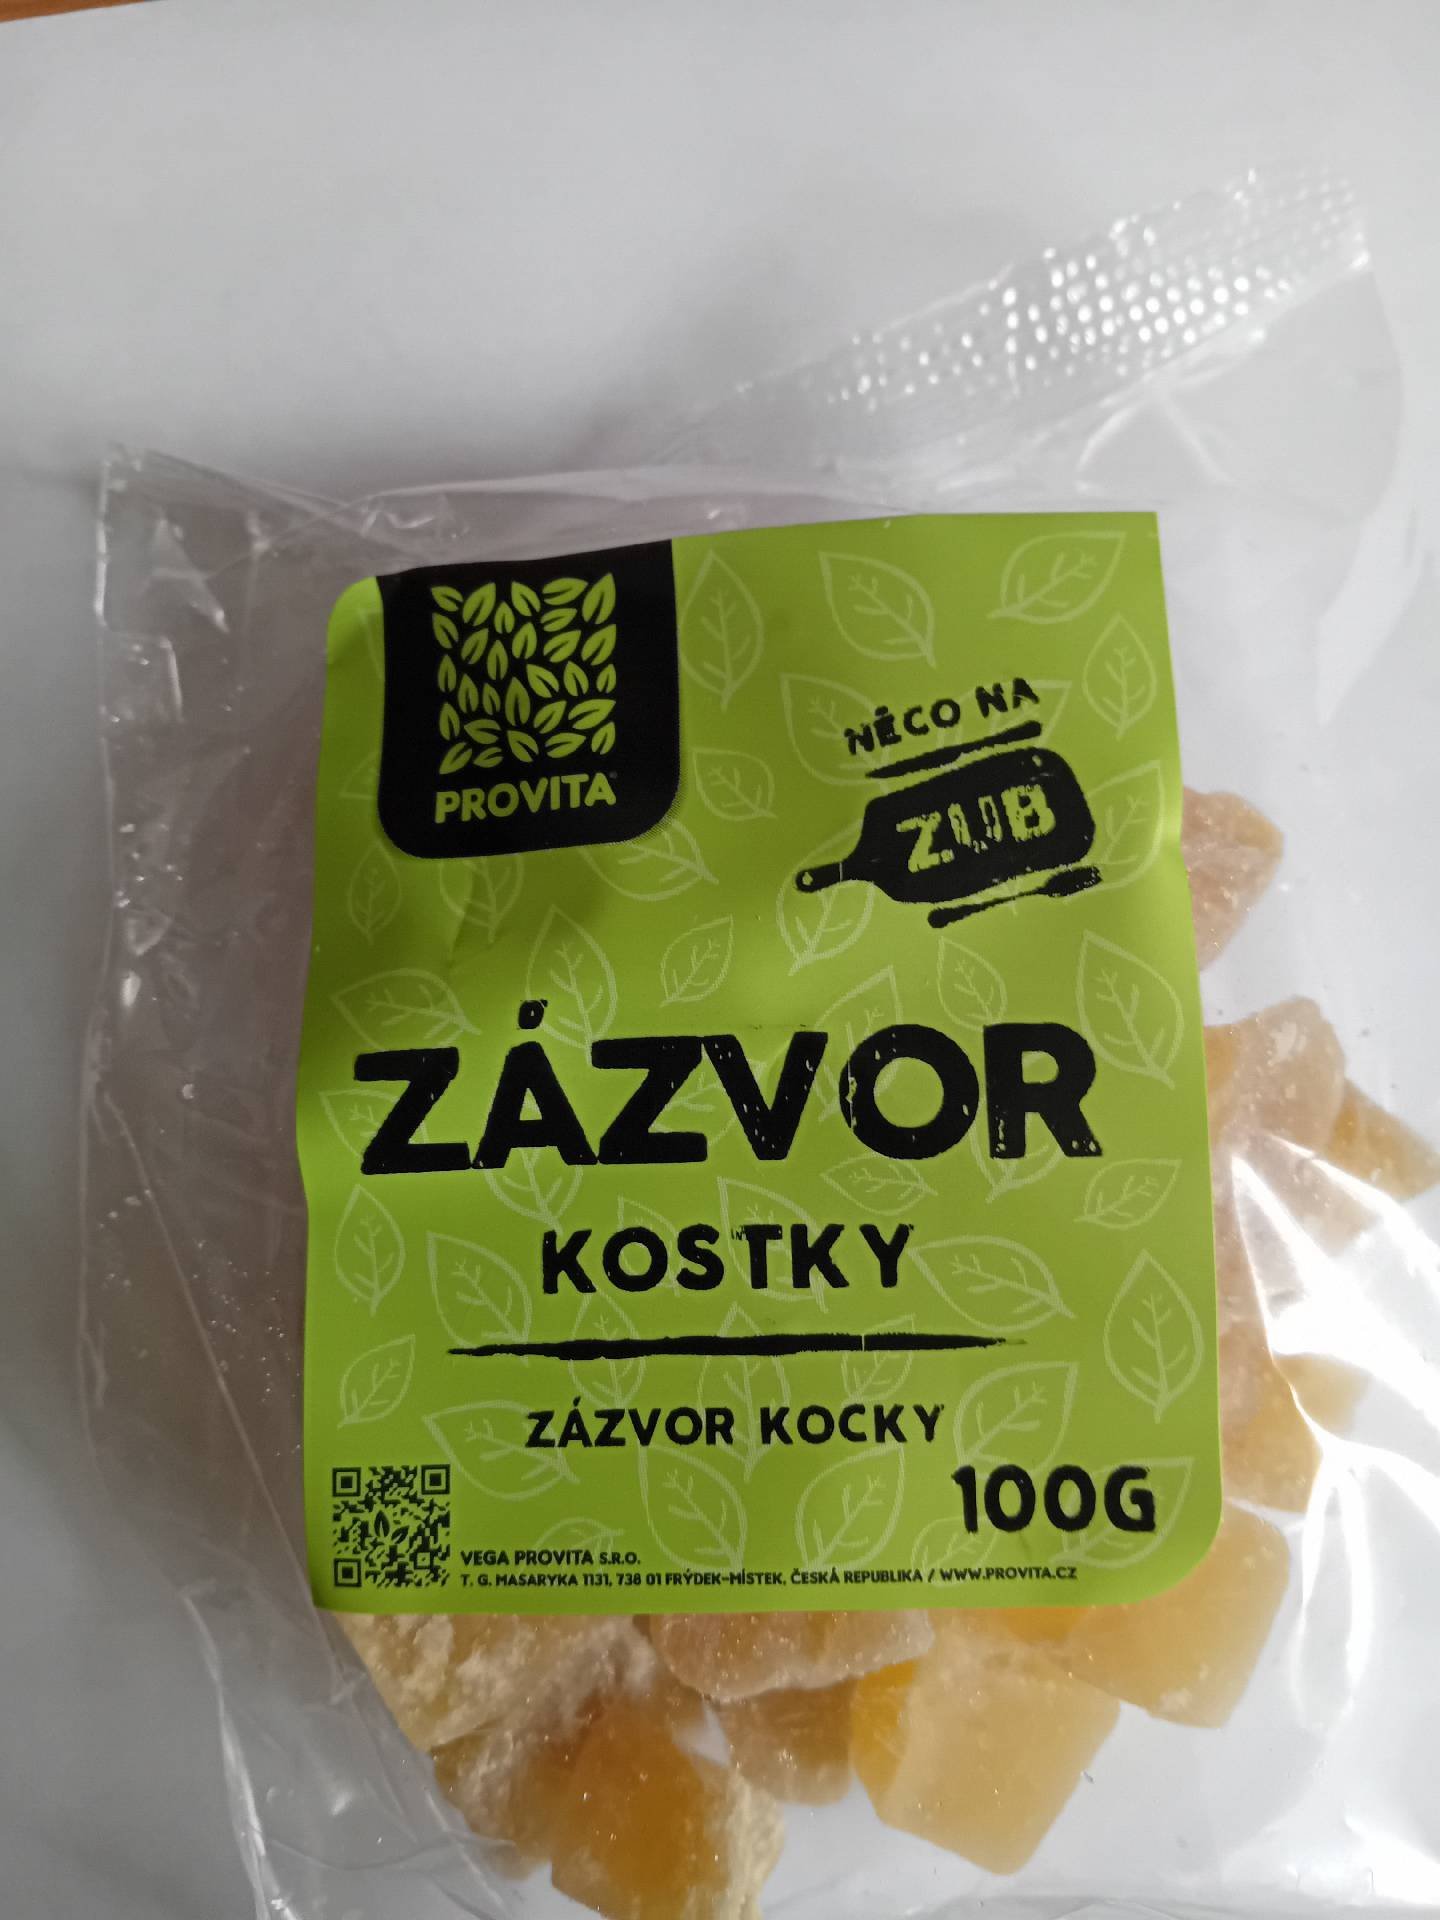 PROVITA
NĚCO NA
ZUB
ZÁZVOR
KOSTKY
ZÁZVOR KOCKY
100G
VEGA PROVITA S.R.O.
T. G. MASARYKA 1131, 738 01 FRÝDEK-MÍSTEK, ČESKÁ REPUBLIKA / WWW.PROVITA.CZ